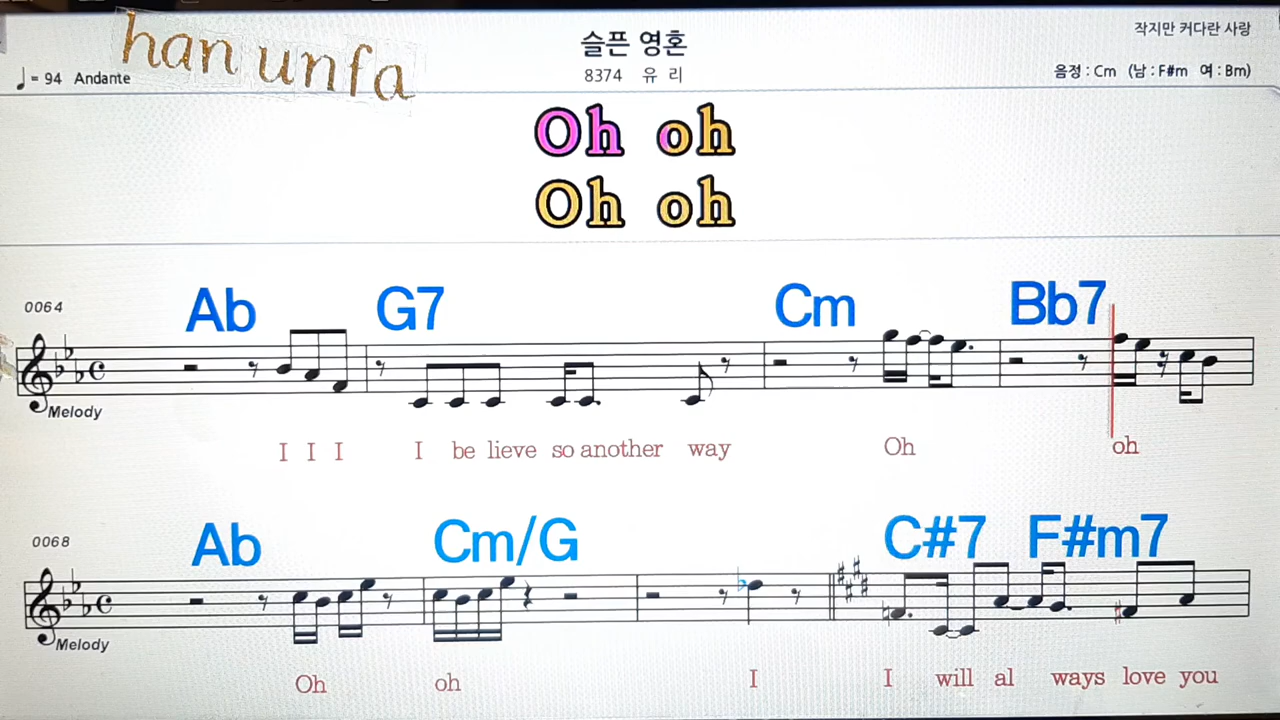 han unfa
슬픈 영혼
작지만 커다란 사랑
♩= 94 Andante
8374 유 리
음정 : Cm (남 : F#m 여 : Bm)
Oh oh
Oh oh
0064
Ab G7 Cm Bb7
Melody
I I I I be lieve so another way Oh oh
0068
Ab Cm/G C#7 F#m7
Melody
Oh oh I I will al ways love you